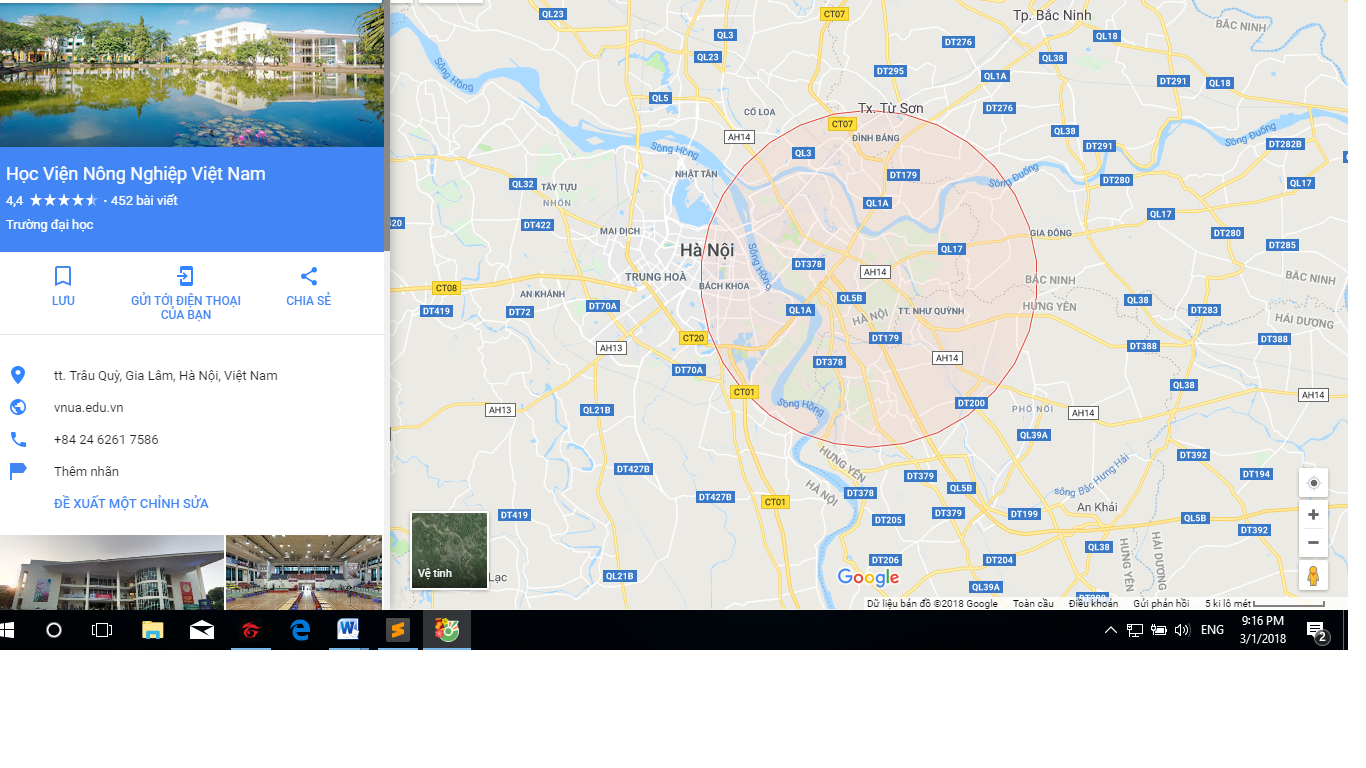 Học Viện Nông Nghiệp Việt Nam
4,4 · 452 bài viết
Trường đại học
LƯU
GỬI TỚI ĐIỆN THOẠI
CỦA BẠN
CHIA SẺ
tt. Trâu Quỳ, Gia Lâm, Hà Nội, Việt Nam
vnua.edu.vn
+84 24 6261 7586
Thêm nhãn
ĐỀ XUẤT MỘT CHỈNH SỬA
QL23
CT07
Tp. Bắc Ninh
BẮC NINH
QL3
QL18
DT276
QL23
QL38
Sông Hồng
DT295
QL1A
DT291
QL18
QL5
CỔ LOA
Tx. Từ Sơn
DT276
CT07
AH14
ĐÌNH BẢNG
QL38
Sông Đuống
DT291
DT282B
Sông Hồng
QL3
NHẬT TÂN
DT179
Sông Đuống
DT280
QL32
TÂY TỰU
QL17
NHỔN
QL1A
QL17
20
DT422
MAI DỊCH
GIA ĐÔNG
DT280
Hà Nội
QL17
DT285
Sông Hồng
DT378
AH14
TRUNG HOÀ
BÁCH KHOA
BẮC NINH
BẮC NINH
CT08
AN KHÁNH
QL5B
QL38
DT70A
HƯNG YÊN
DT419
DT72
QL1A
HÀ NỘI
TT. NHƯ QUỲNH
DT283
HẢI DƯƠNG
CT20
DT179
DT388
AH13
DT388
DT378
AH14
DT70A
QL38
CT01
AH14
Sông Hồng
DT200
AH13
QL21B
PHỐ NỐI
AH14
QL39A
HƯNG YÊN
DT392
DT427B
sông Bắc Hưng Hải
DT379
DT194
HÀ NỘI
QL5B
DT378
DT427B
CT01
An Khải
DT419
DT205
DT379
DT199
QL5B
DT392
QL38
HƯNG YÊN
HẢI DƯƠNG
DT206
DT204
Vệ tinh
Lạc
QL21B
Google
QL39A
Dữ liệu bản đồ ©2018 Google
Toàn cầu
Điều khoản
Gửi phản hồi
5 ki lô mét
ENG
9:16 PM
3/1/2018
2